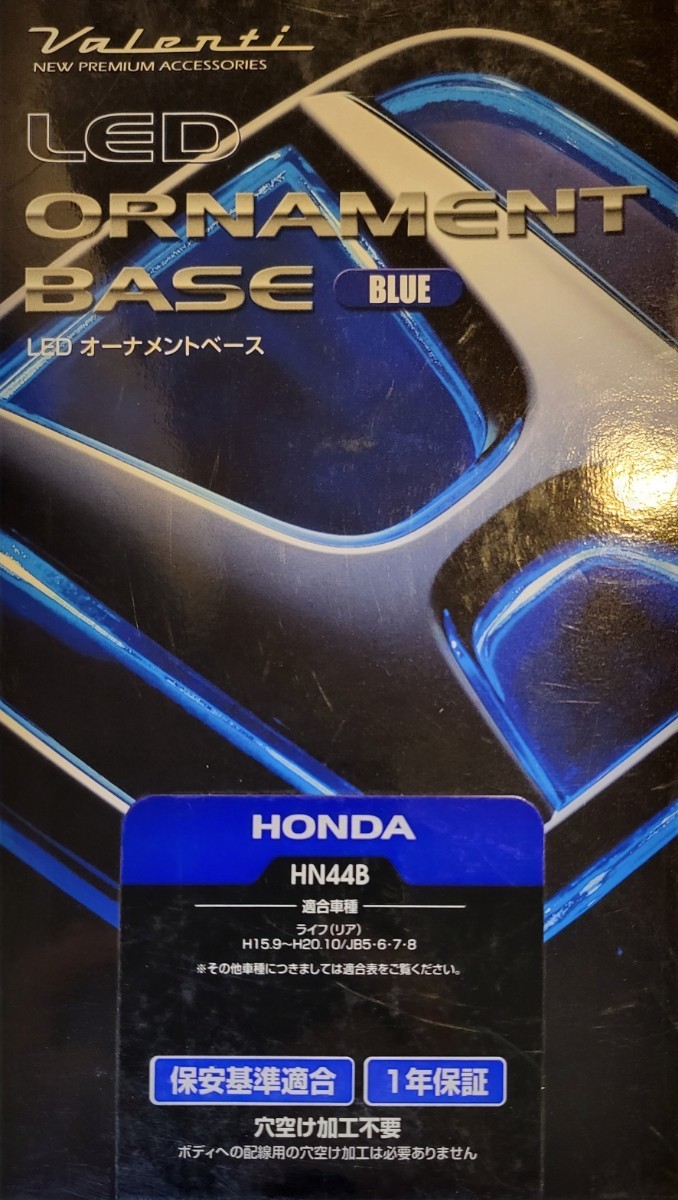 Valenti
NEW PREMIUM ACCESSORIES
LED
ORNAMENT
BASE BLUE
LED オーナメントベース
HONDA
HN44B
適合車種
ライフ(リア)
H15.9~H20.10/JB5・6・7・8
※その他車種につきましては適合表をご覧ください。
保安基準適合 1年保証
穴空け加工不要
ボディへの配線用の穴空け加工は必要ありません